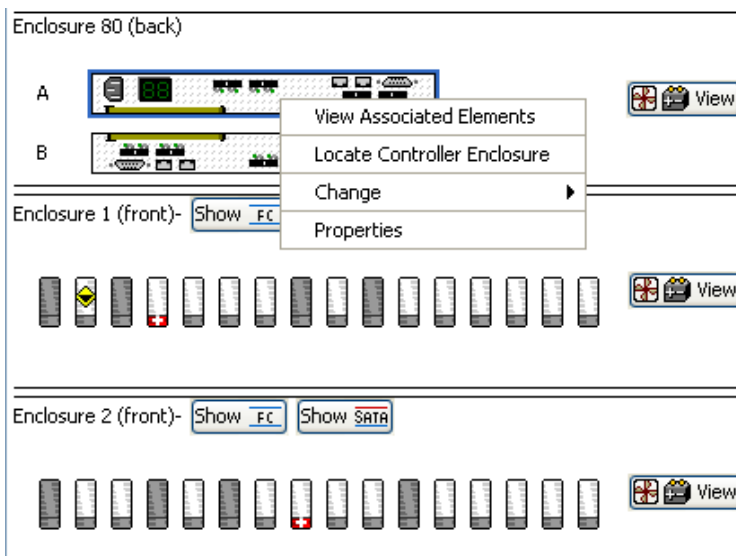 Enclosure 80 (back)
A
View
View Associated Elements
B
Locate Controller Enclosure
Change
Enclosure 1 (front)- Show FC
Properties
View
Enclosure 2 (front)- Show FC Show SATA
View